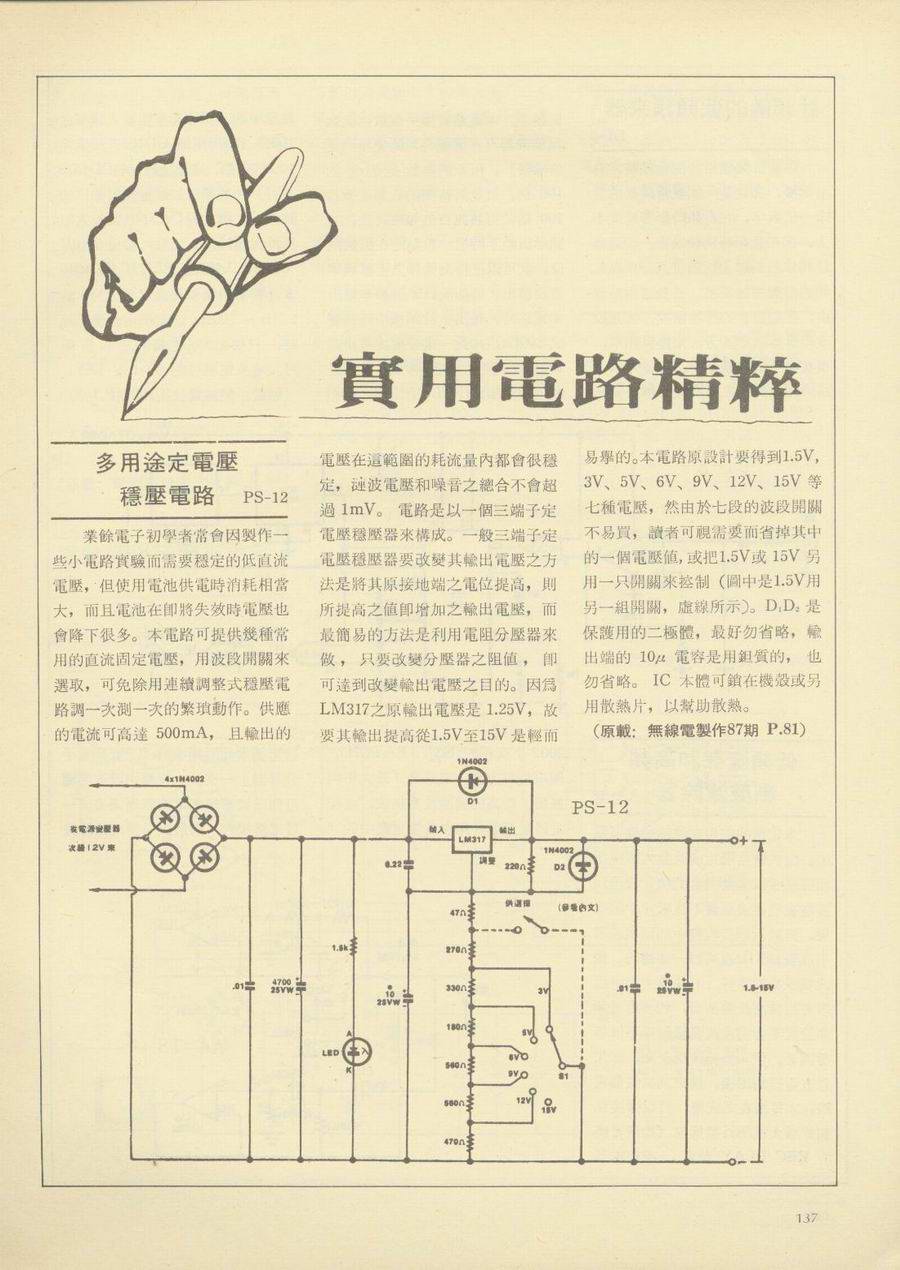 實用電路精粹
多用途定電壓
穩壓電路 PS-12
業餘電子初學者常會因製作一
些小電路實驗而需要穩定的低直流
電壓，但使用電池供電時消耗相當
大，而且電池在卽將失效時電壓也
會降下很多。本電路可提供幾種常
用的直流固定電壓，用波段開關來
選取，可免除用連續調整式穩壓電
路調一次測一次的繁瑣動作。供應
的電流可高達 500mA，且輸出的
電壓在這範圍的耗流量內都會很穩
定，漣波電壓和噪音之總合不會超
過 1mV。 電路是以一個三端子定
電壓穩壓器來構成。一般三端子定
電壓穩壓器要改變其輸出電壓之方
法是將其原接地端之電位提高，則
所提高之値卽增加之輸出電壓，而
最簡易的方法是利用電阻分壓器來
做，只要改變分壓器之阻値，卽
可達到改變輸出電壓之目的。因爲
LM317之原輸出電壓是 1.25V，故
要其輸出提高從1.5V至15V 是輕而
易舉的。本電路原設計要得到1.5V，
3V、5V、6V、9V、12V、15V 等
七種電壓，然由於七段的波段開關
不易買，讀者可視需要而省掉其中
的一個電壓値，或把1.5V或 15V 另
用一只開關來控制（圖中是1.5V用
另一組開關，虛線所示）。D₁D₂ 是
保護用的二極體，最好勿省略，輸
出端的 10μ 電容是用鉭質的， 也
勿省略。 IC 本體可鎖在機殼或另
用散熱片，以幫助散熱。
（原載：無線電製作87期 P.81）
1N4002
D1
PS-12
4x1N4002
從電源變壓器
次級12V來
輸入
LM317
輸出
調整
0.22
220Ω
1N4002
D2
+
47Ω
供選擇
(參看內文)
270Ω
1.5k
.01
4700
25VW
+
10
25VW
+
330Ω
3V
.01
10
25VW
+
1.5-15V
180Ω
5V
A
LED
K
560Ω
6V
9V
S1
560Ω
12V
15V
470Ω
-
137